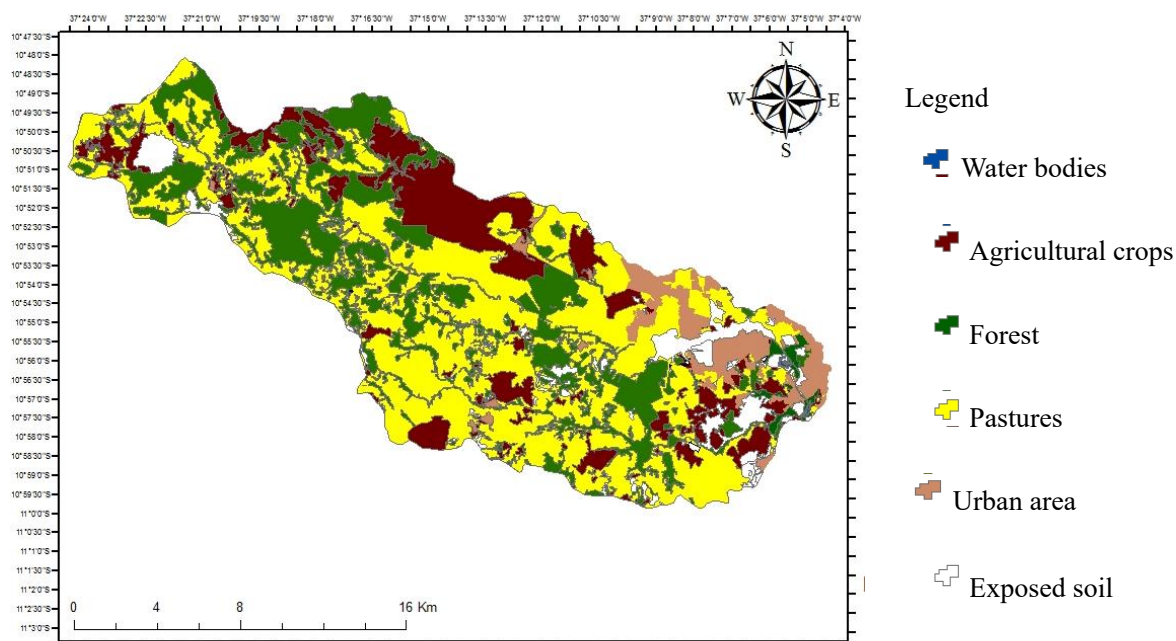 37°24'0"W 37°22'30"W 37°21'0"W 37°19'30"W 37°18'0"W 37°16'30"W 37°15'0"W 37°13'30"W 37°12'0"W 37°10'30"W 37°9'0"W 37°8'0"W 37°7'0"W 37°6'0"W 37°5'0"W 37°4'0"W
10°47'30"S
10°48'0"S
10°48'30"S
10°49'0"S
10°49'30"S
10°50'0"S
10°50'30"S
10°51'0"S
10°51'30"S
10°52'0"S
10°52'30"S
10°53'0"S
10°53'30"S
10°54'0"S
10°54'30"S
10°55'0"S
10°55'30"S
10°56'0"S
10°56'30"S
10°57'0"S
10°57'30"S
10°58'0"S
10°58'30"S
10°59'0"S
10°59'30"S
11°0'0"S
11°0'30"S
11°1'0"S
11°1'30"S
11°2'0"S
11°2'30"S
11°3'0"S
N
W E
S
0 4 8 16 Km
Legend
Water bodies
Agricultural crops
Forest
Pastures
Urban area
Exposed soil